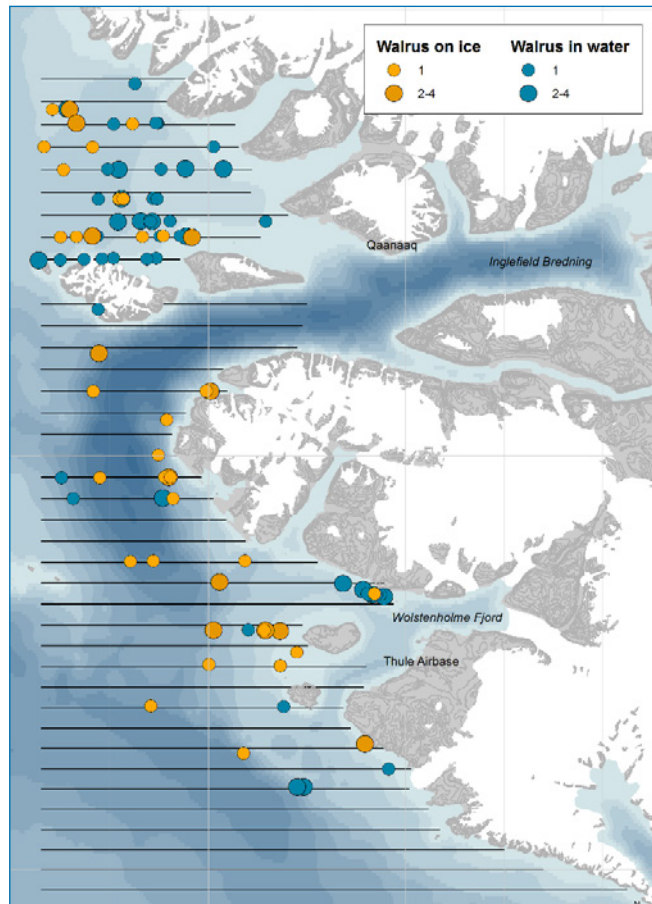 Walrus on ice Walrus in water
1 1
2-4 2-4
Qaanaaq
Inglefield Bredning
Wolstenholme Fjord
Thule Airbase